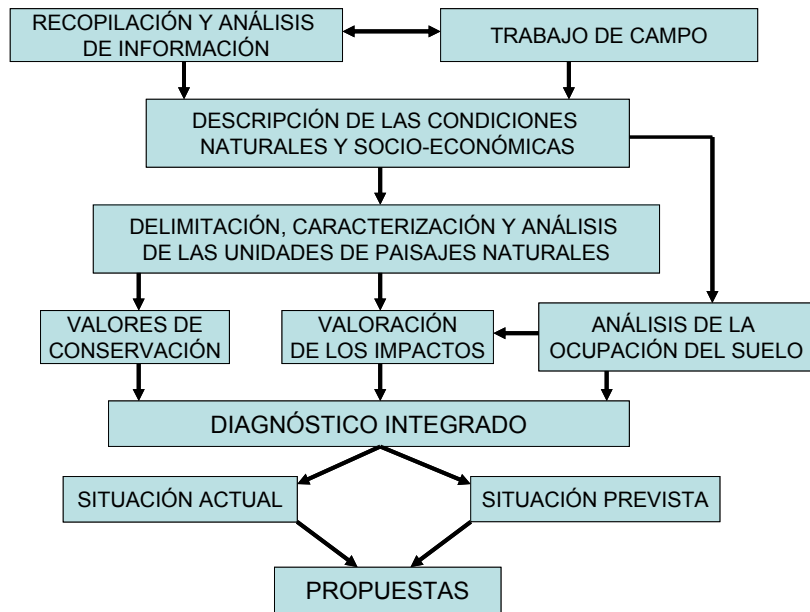 RECOPILACIÓN Y ANÁLISIS
DE INFORMACIÓN
TRABAJO DE CAMPO
DESCRIPCIÓN DE LAS CONDICIONES
NATURALES Y SOCIO-ECONÓMICAS
DELIMITACIÓN, CARACTERIZACIÓN Y ANÁLISIS
DE LAS UNIDADES DE PAISAJES NATURALES
VALORES DE
CONSERVACIÓN
VALORACIÓN
DE LOS IMPACTOS
ANÁLISIS DE LA
OCUPACIÓN DEL SUELO
DIAGNÓSTICO INTEGRADO
SITUACIÓN ACTUAL
SITUACIÓN PREVISTA
PROPUESTAS